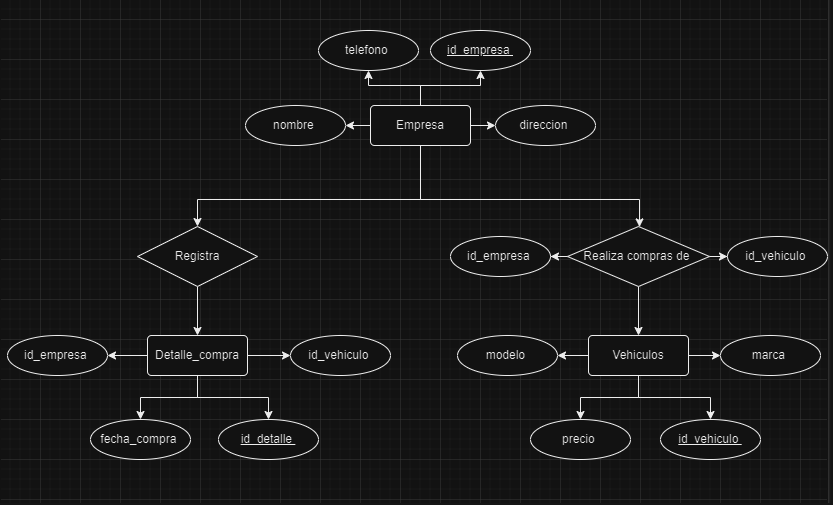 telefono
id_empresa
nombre
Empresa
direccion
Registra
id_empresa
Realiza compras de
id_vehiculo
id_empresa
Detalle_compra
id_vehiculo
modelo
Vehiculos
marca
fecha_compra
id_detalle
precio
id_vehiculo